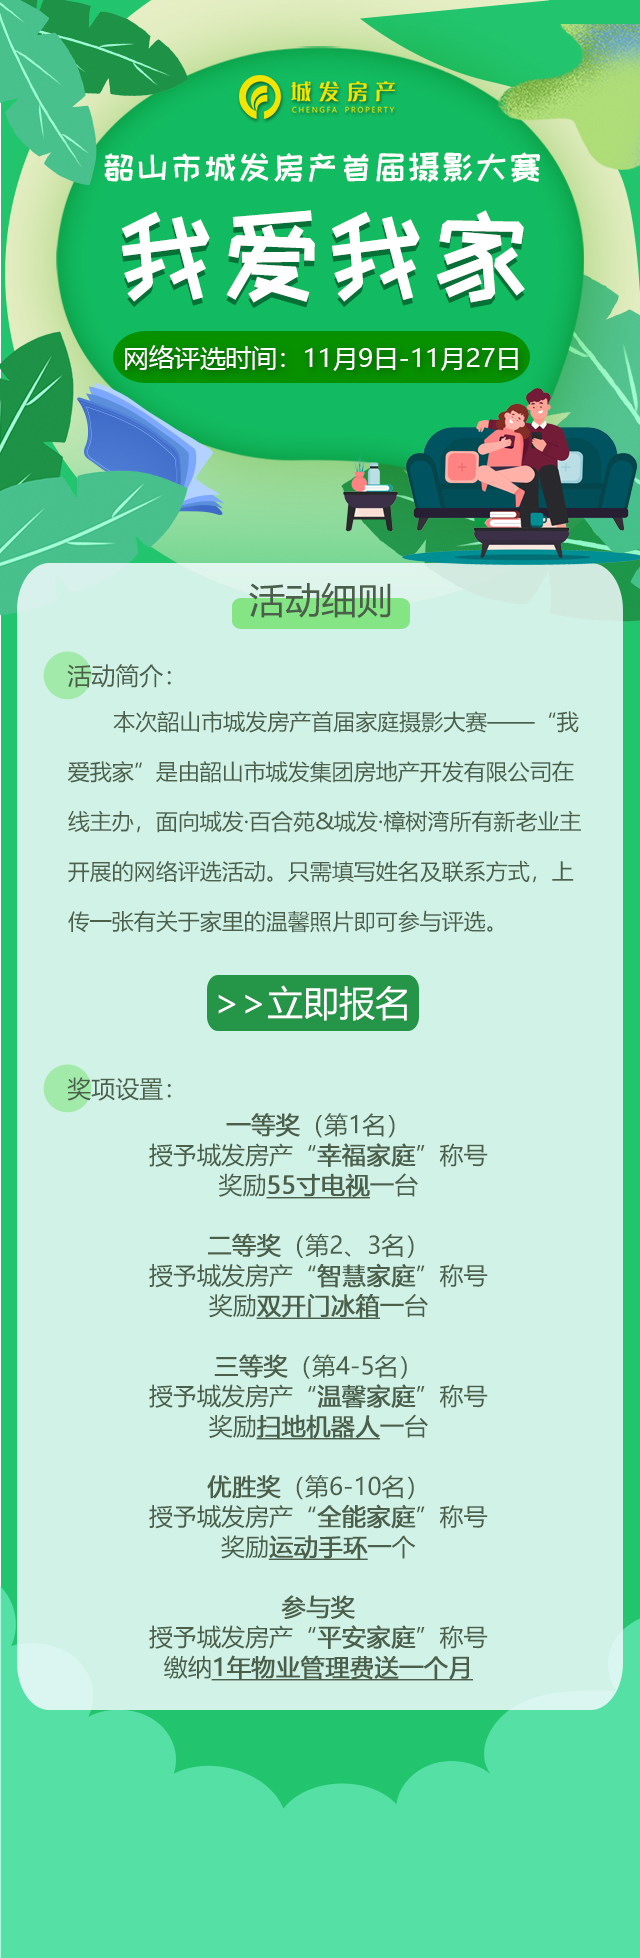 城发房产
CHENGFA PROPERTY
韶山市城发房产首届摄影大赛
我爱我家
网络评选时间：11月9日-11月27日
活动细则
活动简介：
本次韶山市城发房产首届家庭摄影大赛——“我
爱我家”是由韶山市城发集团房地产开发有限公司在
线主办，面向城发·百合苑&城发·樟树湾所有新老业主
开展的网络评选活动。只需填写姓名及联系方式，上
传一张有关于家里的温馨照片即可参与评选。
>>立即报名
奖项设置：
一等奖（第1名）
授予城发房产“幸福家庭”称号
奖励55寸电视一台
二等奖（第2、3名）
授予城发房产“智慧家庭”称号
奖励双开门冰箱一台
三等奖（第4-5名）
授予城发房产“温馨家庭”称号
奖励扫地机器人一台
优胜奖（第6-10名）
授予城发房产“全能家庭”称号
奖励运动手环一个
参与奖
授予城发房产“平安家庭”称号
缴纳1年物业管理费送一个月